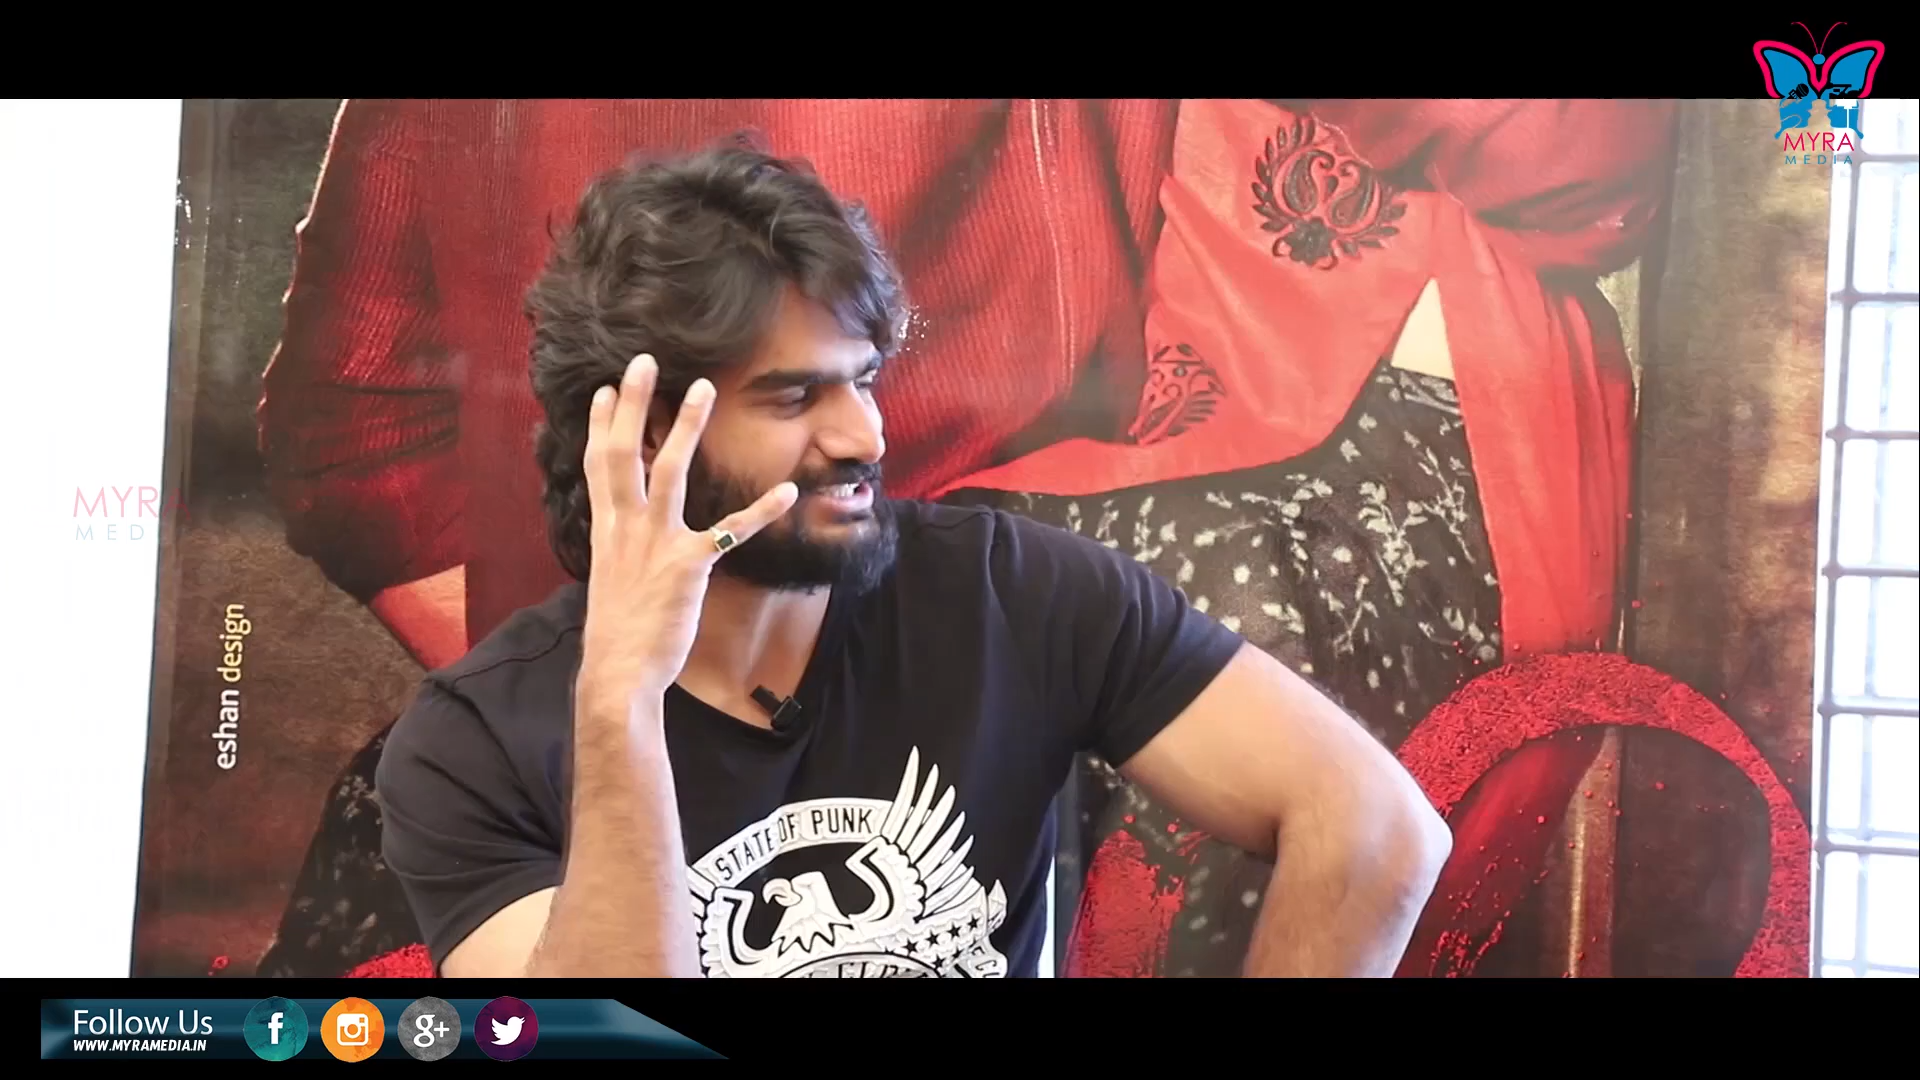 MYRA
MEDIA
MYRA
MED
eshan design
STATE OF PUNK
Follow Us
WWW.MYRAMEDIA.IN
f
g+